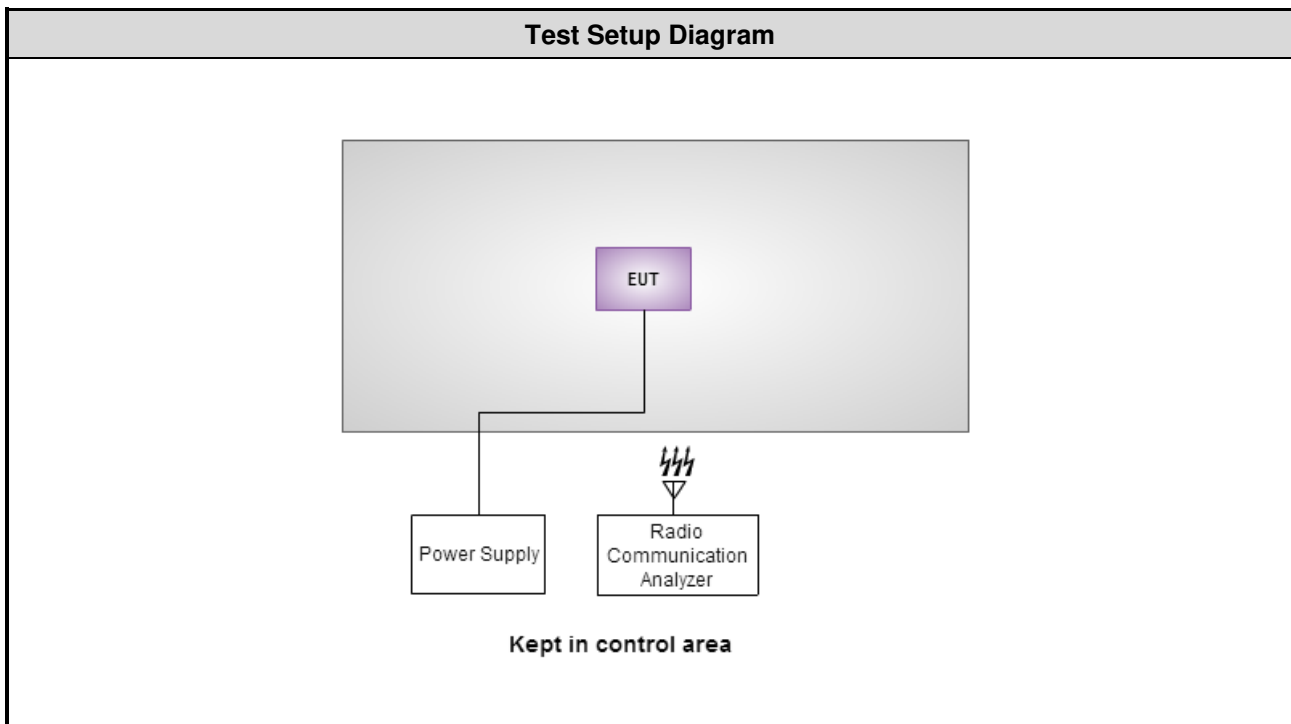 Test Setup Diagram
EUT
Power Supply
Radio
Communication
Analyzer
Kept in control area